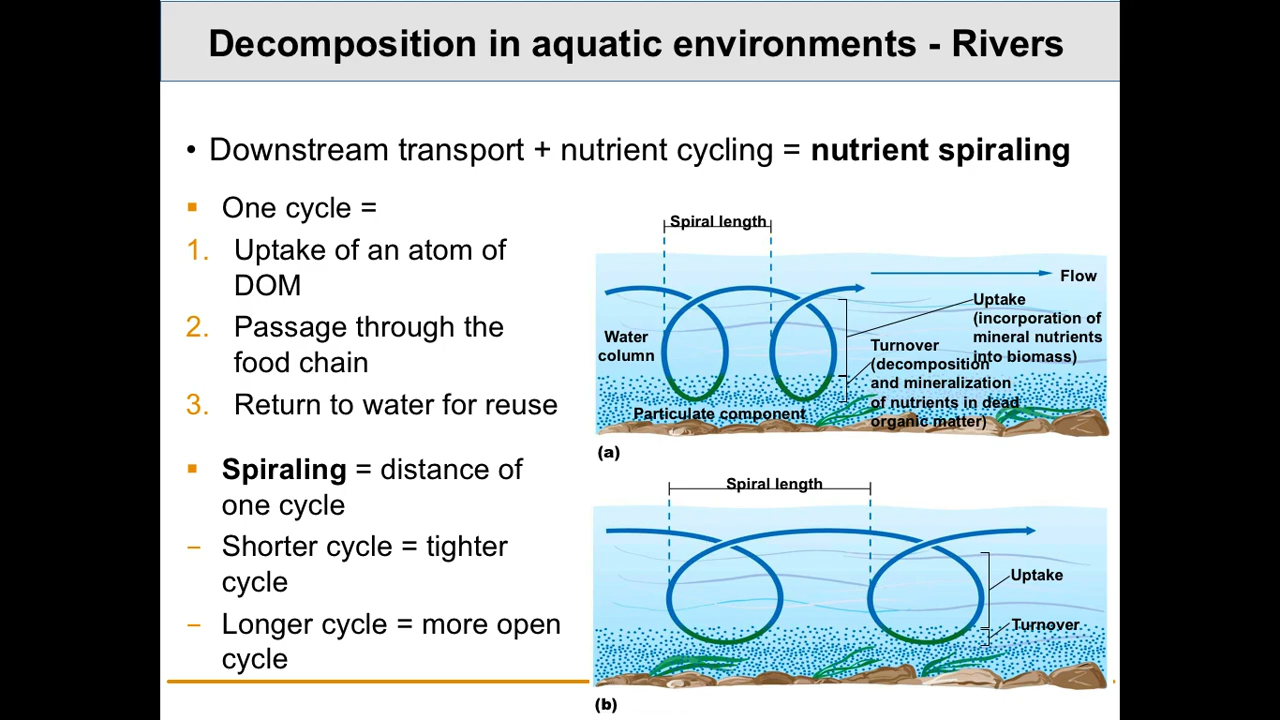 Decomposition in aquatic environments - Rivers
• Downstream transport + nutrient cycling = nutrient spiraling
▪ One cycle =
1. Uptake of an atom of
DOM
2. Passage through the
food chain
3. Return to water for reuse
▪ Spiraling = distance of
one cycle
– Shorter cycle = tighter
cycle
– Longer cycle = more open
cycle
Spiral length
Flow
Uptake
(incorporation of
mineral nutrients
into biomass)
Water
column
Turnover
(decomposition
and mineralization
of nutrients in dead
organic matter)
Particulate component
(a)
Spiral length
Uptake
Turnover
(b)